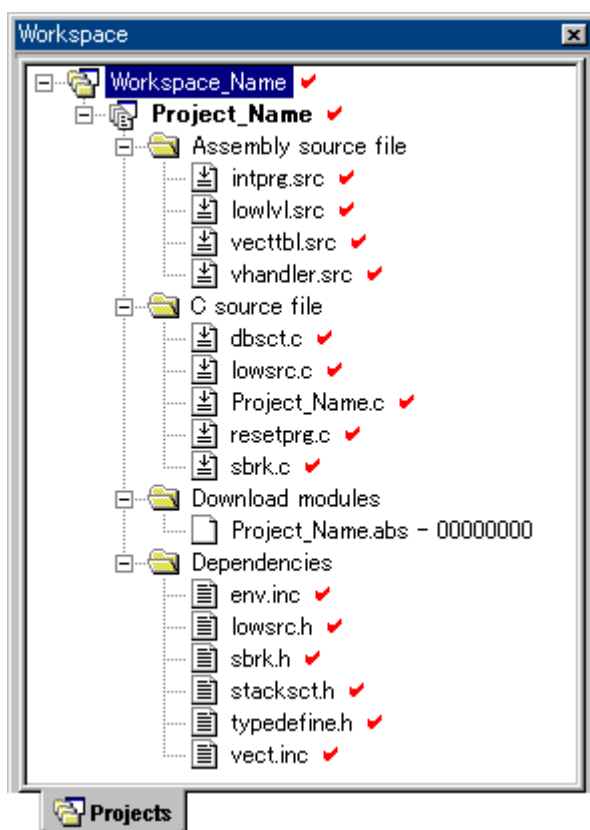 Workspace
Workspace_Name
Project_Name
Assembly source file
intprg.src
lowlvl.src
vecttbl.src
vhandler.src
C source file
dbsct.c
lowsrc.c
Project_Name.c
resetprg.c
sbrk.c
Download modules
Project_Name.abs - 00000000
Dependencies
env.inc
lowsrc.h
sbrk.h
stacksct.h
typedefine.h
vect.inc
Projects